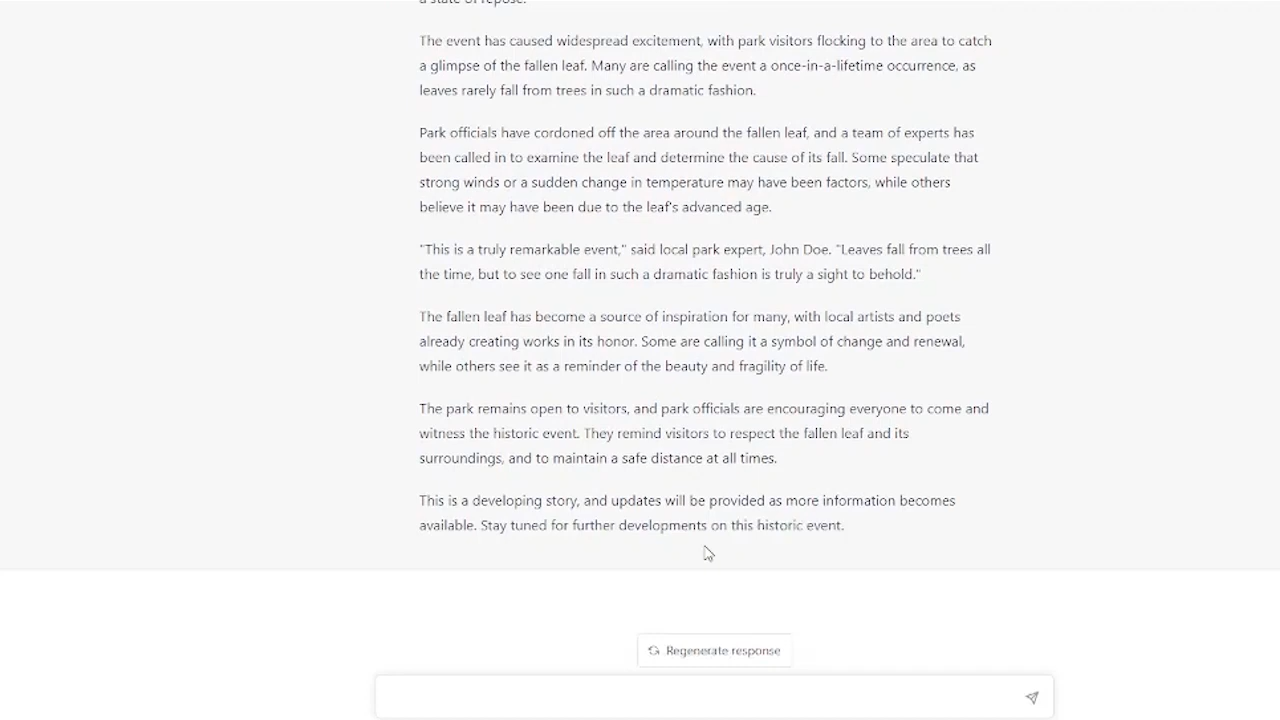 a state of repose.
The event has caused widespread excitement, with park visitors flocking to the area to catch
a glimpse of the fallen leaf. Many are calling the event a once-in-a-lifetime occurrence, as
leaves rarely fall from trees in such a dramatic fashion.
Park officials have cordoned off the area around the fallen leaf, and a team of experts has
been called in to examine the leaf and determine the cause of its fall. Some speculate that
strong winds or a sudden change in temperature may have been factors, while others
believe it may have been due to the leaf's advanced age.
"This is a truly remarkable event," said local park expert, John Doe. "Leaves fall from trees all
the time, but to see one fall in such a dramatic fashion is truly a sight to behold."
The fallen leaf has become a source of inspiration for many, with local artists and poets
already creating works in its honor. Some are calling it a symbol of change and renewal,
while others see it as a reminder of the beauty and fragility of life.
The park remains open to visitors, and park officials are encouraging everyone to come and
witness the historic event. They remind visitors to respect the fallen leaf and its
surroundings, and to maintain a safe distance at all times.
This is a developing story, and updates will be provided as more information becomes
available. Stay tuned for further developments on this historic event.
Regenerate response